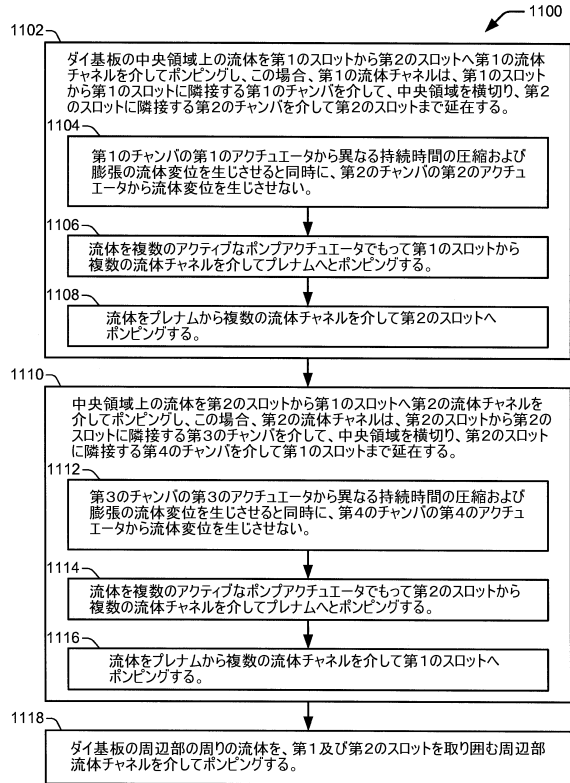 1100
1102
ダイ基板の中央領域上の流体を第1のスロットから第2のスロットへ第1の流体
チャネルを介してポンピングし、この場合、第1の流体チャネルは、第1のスロット
から第1のスロットに隣接する第1のチャンバを介して、中央領域を横切り、第2
のスロットに隣接する第2のチャンバを介して第2のスロットまで延在する。
1104
第1のチャンバの第1のアクチュエータから異なる持続時間の圧縮および
膨張の流体変位を生じさせると同時に、第2のチャンバの第2のアクチュ
エータから流体変位を生じさせない。
1106
流体を複数のアクティブなポンプアクチュエータでもって第1のスロットから
複数の流体チャネルを介してプレナムへとポンピングする。
1108
流体をプレナムから複数の流体チャネルを介して第2のスロットへ
ポンピングする。
1110
中央領域上の流体を第2のスロットから第1のスロットへ第2の流体チャネルを
介してポンピングし、この場合、第2の流体チャネルは、第2のスロットから第2の
スロットに隣接する第3のチャンバを介して、中央領域を横切り、第2のスロット
に隣接する第4のチャンバを介して第1のスロットまで延在する。
1112
第3のチャンバの第3のアクチュエータから異なる持続時間の圧縮および
膨張の流体変位を生じさせると同時に、第4のチャンバの第4のアクチュ
エータから流体変位を生じさせない。
1114
流体を複数のアクティブなポンプアクチュエータでもって第2のスロットから
複数の流体チャネルを介してプレナムへとポンピングする。
1116
流体をプレナムから複数の流体チャネルを介して第1のスロットへ
ポンピングする。
1118
ダイ基板の周辺部の周りの流体を、第1及び第2のスロットを取り囲む周辺部
流体チャネルを介してポンピングする。